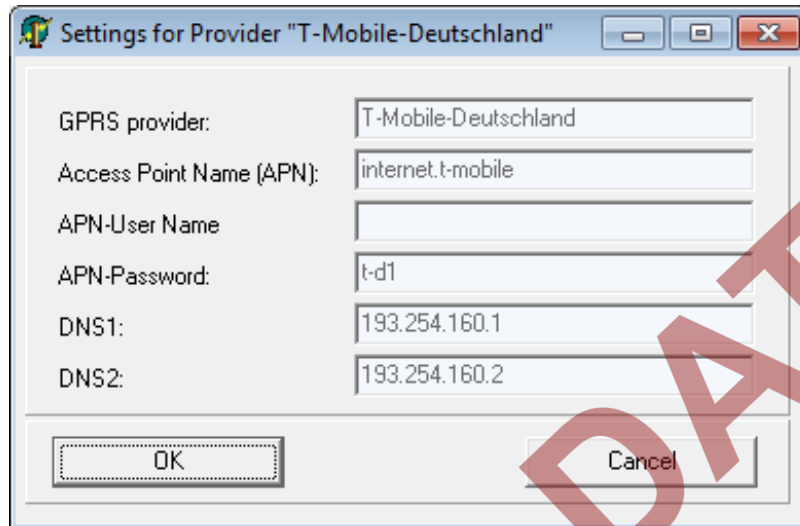 Settings for Provider "T-Mobile-Deutschland"
GPRS provider: T-Mobile-Deutschland
Access Point Name (APN): internet.t-mobile
APN-User Name
APN-Password: t-d1
DNS1: 193.254.160.1
DNS2: 193.254.160.2
OK Cancel
DAT